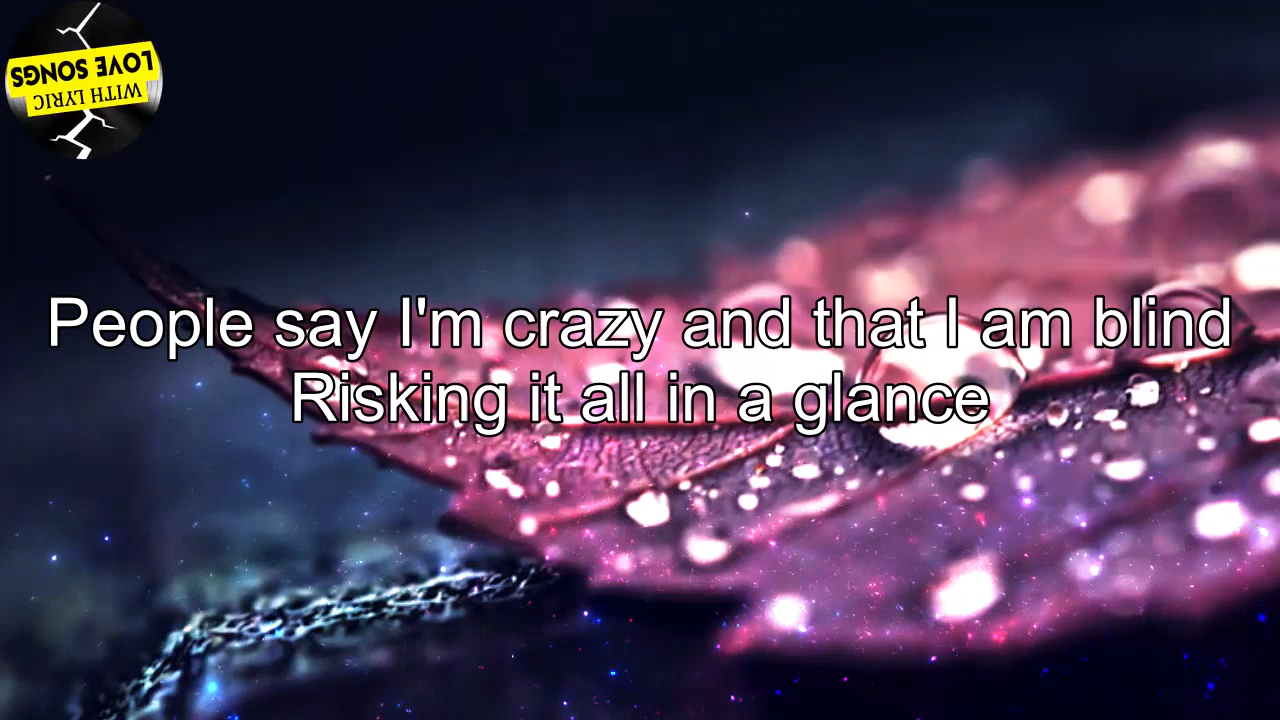 LOVE SONGS
WITH LYRIC
People say I'm crazy and that I am blind
Risking it all in a glance